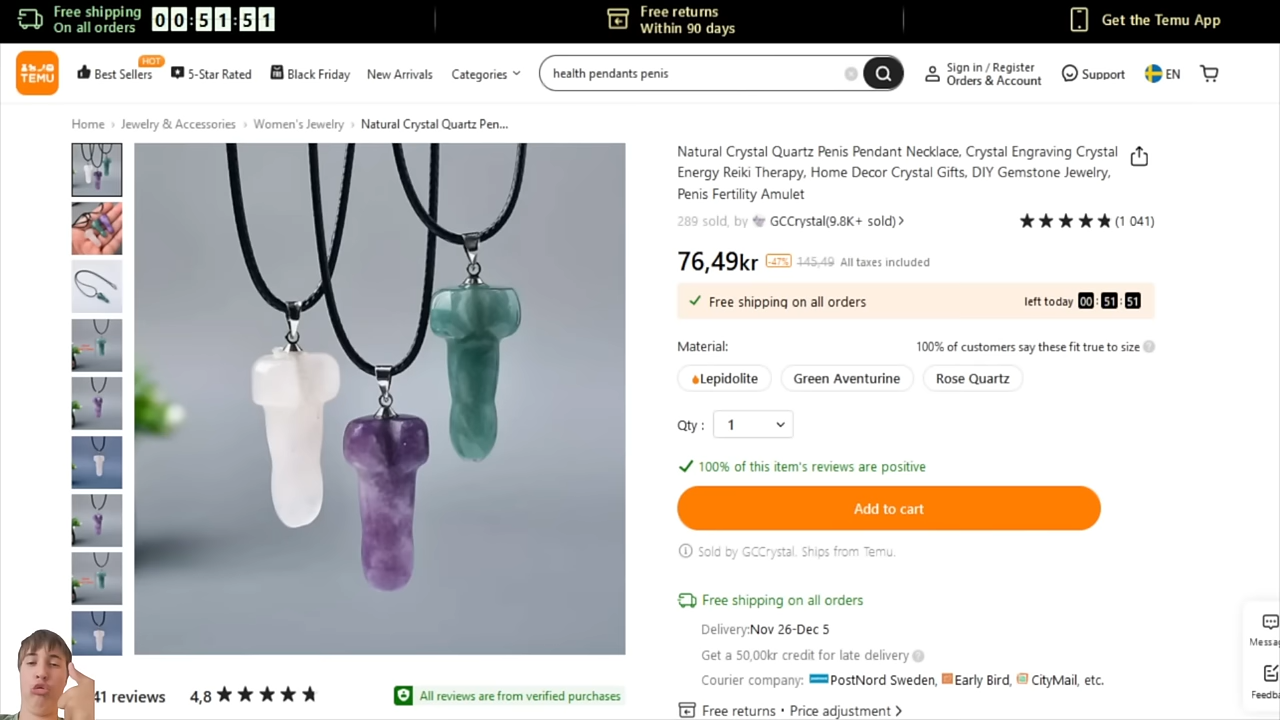 Free shipping
On all orders
00:51:51
Free returns
Within 90 days
Get the Temu App
TEMU
Best Sellers
HOT
5-Star Rated
Black Friday
New Arrivals
Categories
health pendants penis
Sign in / Register
Orders & Account
Support
EN
Home › Jewelry & Accessories › Women's Jewelry › Natural Crystal Quartz Pen...
Natural Crystal Quartz Penis Pendant Necklace, Crystal Engraving Crystal
Energy Reiki Therapy, Home Decor Crystal Gifts, DIY Gemstone Jewelry,
Penis Fertility Amulet
289 sold, by GCCrystal(9.8K+ sold)
(1 041)
76,49kr -47% 145,49 All taxes included
Free shipping on all orders
left today 00:51:51
Material:
100% of customers say these fit true to size
Lepidolite
Green Aventurine
Rose Quartz
Qty : 1
100% of this item's reviews are positive
Add to cart
Sold by GCCrystal. Ships from Temu.
Free shipping on all orders
Delivery:Nov 26-Dec 5
Get a 50,00kr credit for late delivery
Courier company: PostNord Sweden, Early Bird, CityMail, etc.
Free returns • Price adjustment
41 reviews
4,8
All reviews are from verified purchases
Messag
Feedb